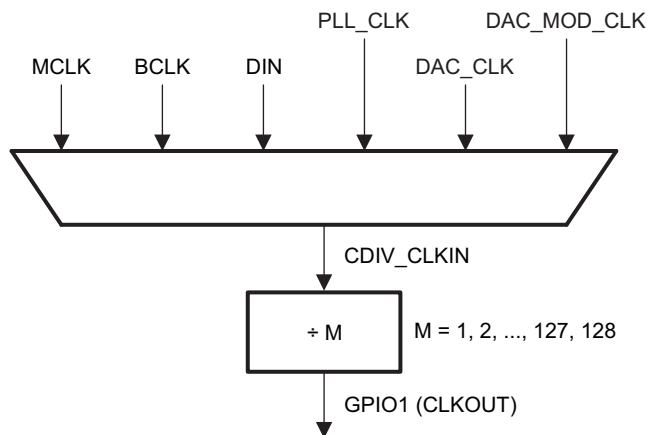 PLL_CLK DAC_MOD_CLK
MCLK BCLK DIN DAC_CLK
CDIV_CLKIN
÷ M M = 1, 2, ..., 127, 128
GPIO1 (CLKOUT)